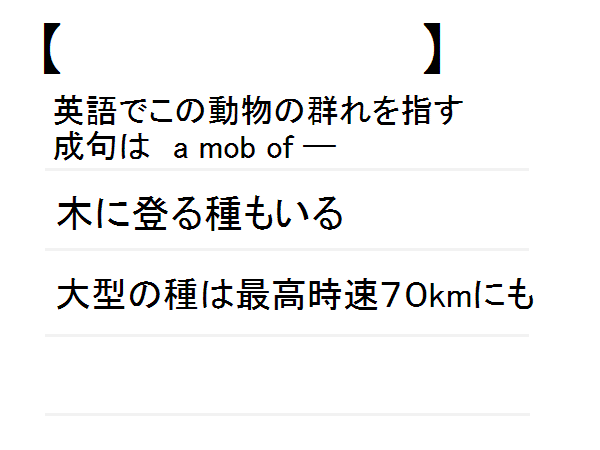 【 】
英語でこの動物の群れを指す
成句は a mob of ―
木に登る種もいる
大型の種は最高時速70kmにも